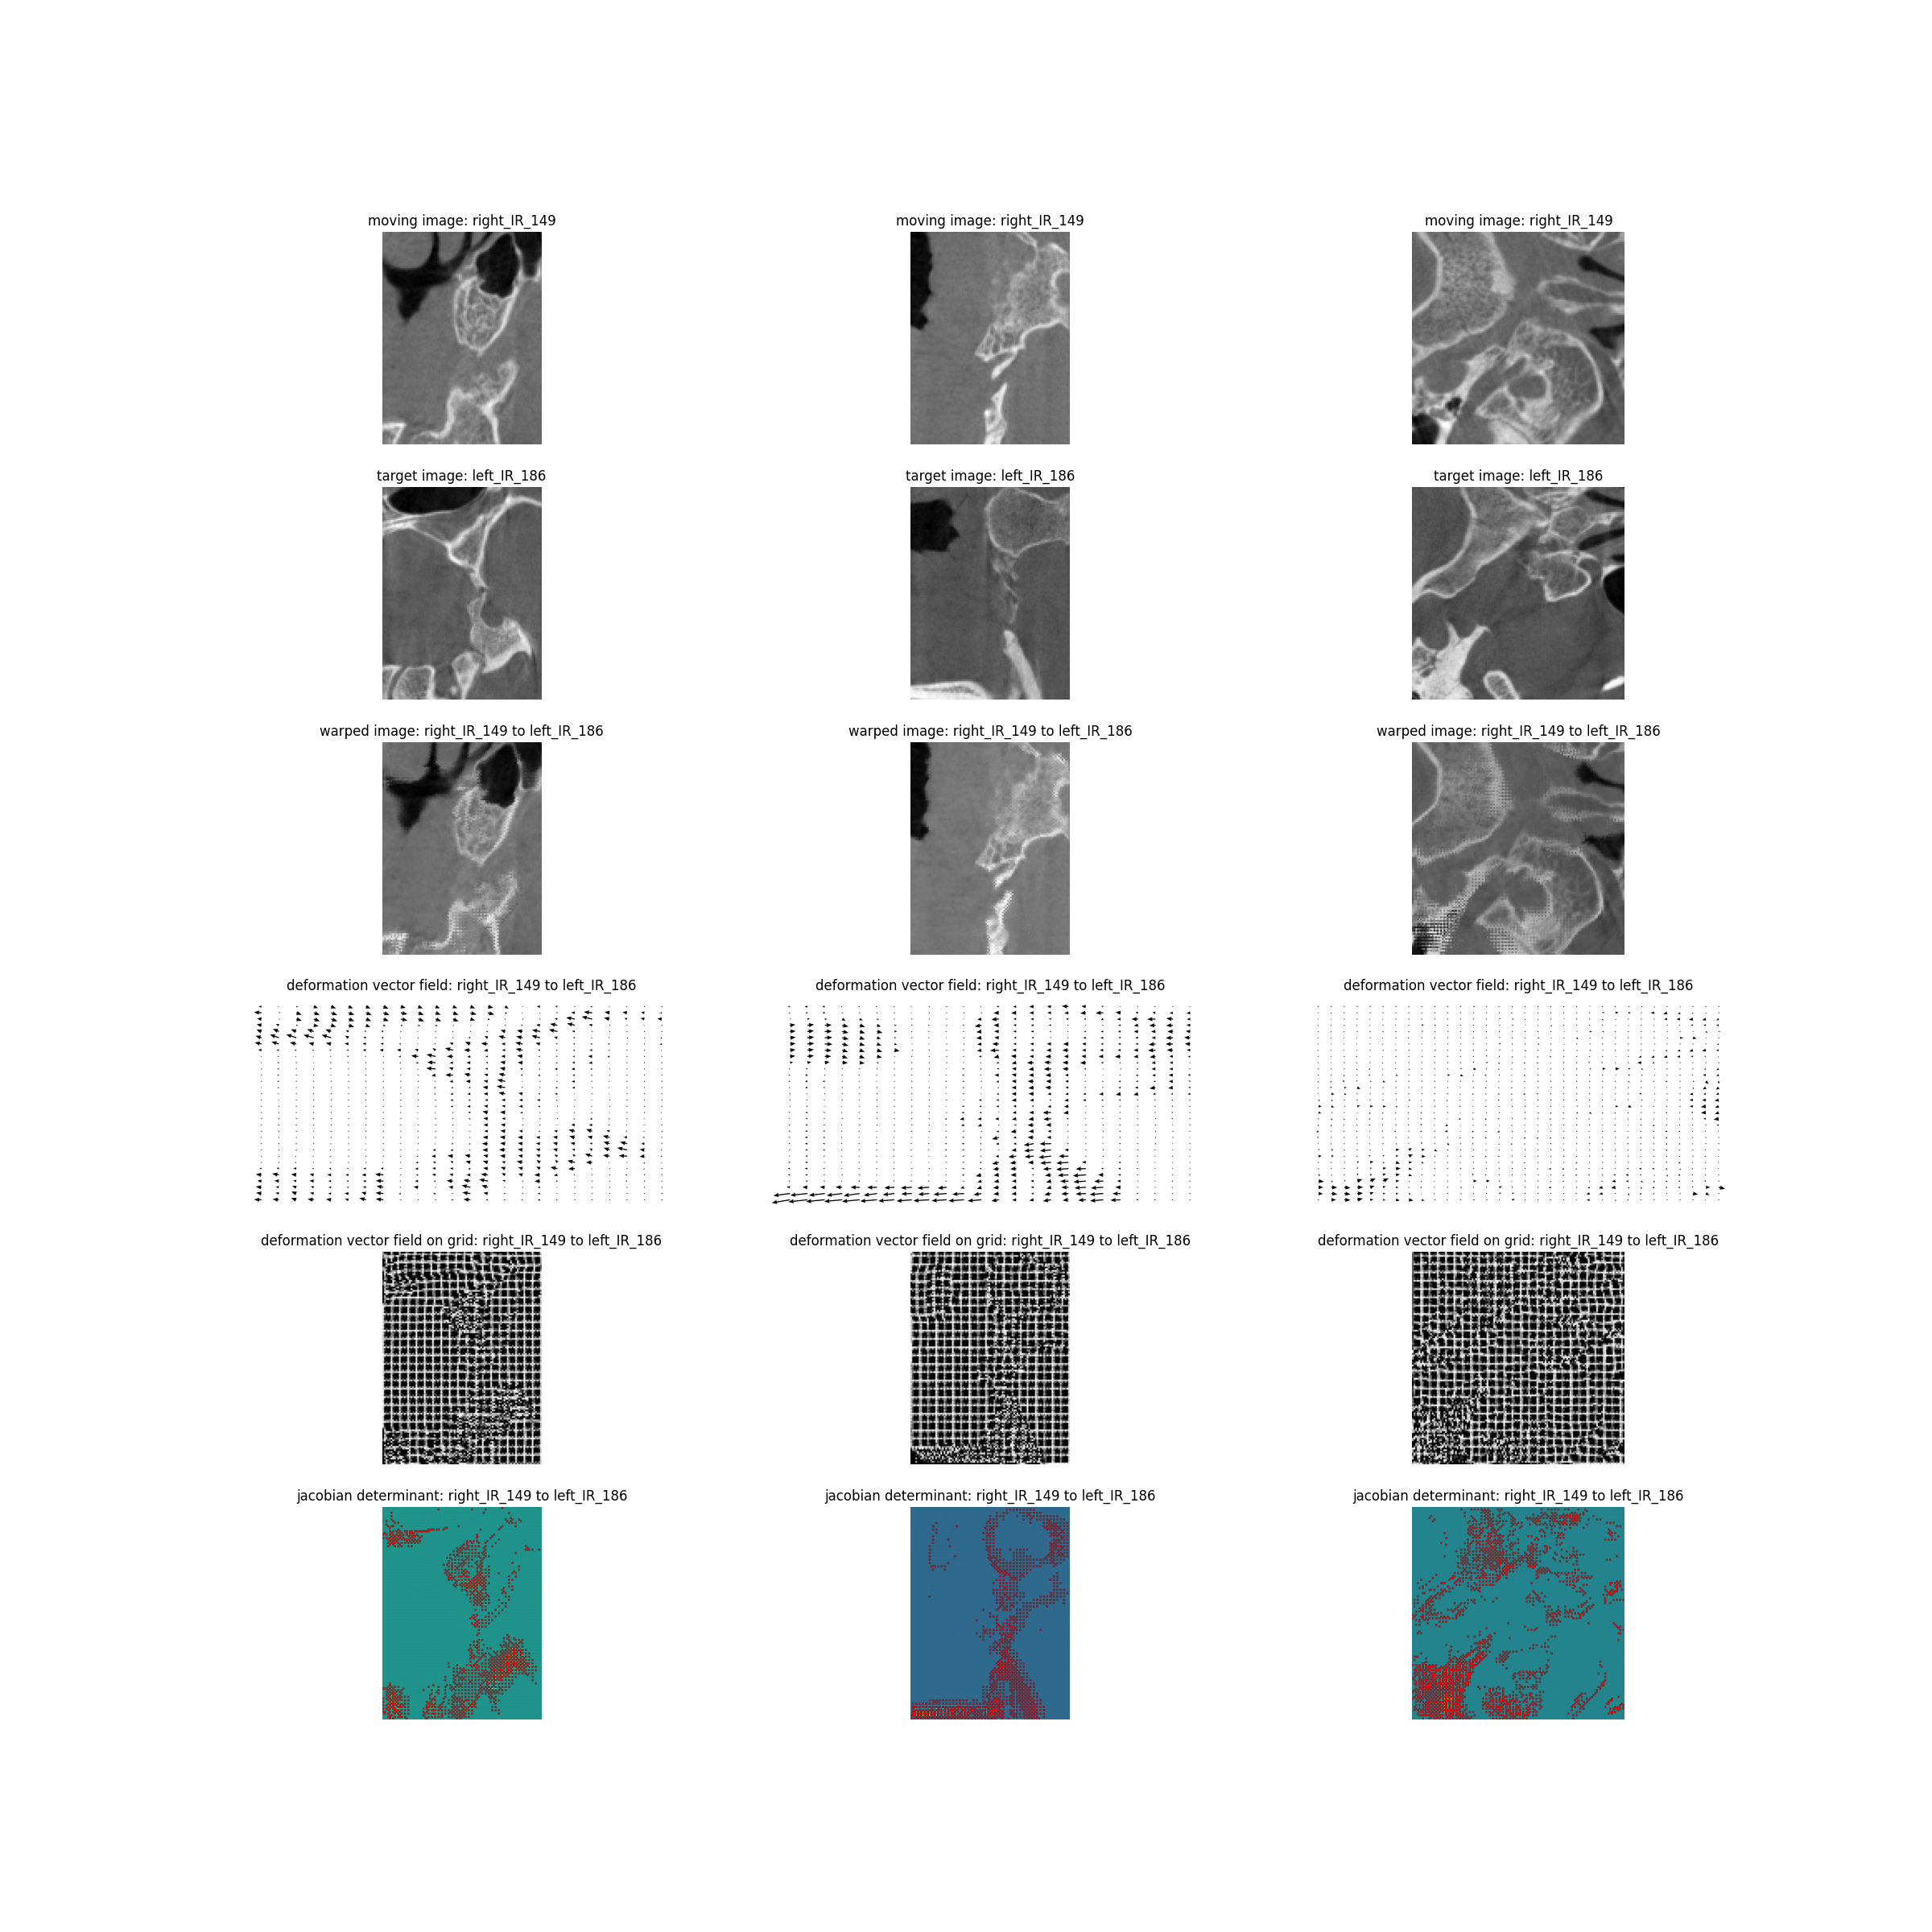 moving image: right_IR_149
moving image: right_IR_149
moving image: right_IR_149
target image: left_IR_186
target image: left_IR_186
target image: left_IR_186
warped image: right_IR_149 to left_IR_186
warped image: right_IR_149 to left_IR_186
warped image: right_IR_149 to left_IR_186
deformation vector field: right_IR_149 to left_IR_186
deformation vector field: right_IR_149 to left_IR_186
deformation vector field: right_IR_149 to left_IR_186
deformation vector field on grid: right_IR_149 to left_IR_186
deformation vector field on grid: right_IR_149 to left_IR_186
deformation vector field on grid: right_IR_149 to left_IR_186
jacobian determinant: right_IR_149 to left_IR_186
jacobian determinant: right_IR_149 to left_IR_186
jacobian determinant: right_IR_149 to left_IR_186